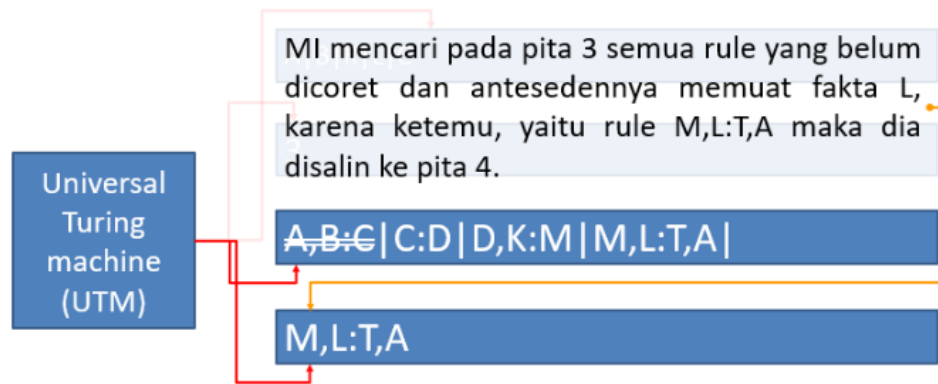 MI mencari pada pita 3 semua rule yang belum
dicoret dan antesedennya memuat fakta L,
karena ketemu, yaitu rule M,L:T,A maka dia
disalin ke pita 4.
Universal
Turing
machine
(UTM)
A,B:C|C:D|D,K:M|M,L:T,A|
M,L:T,A